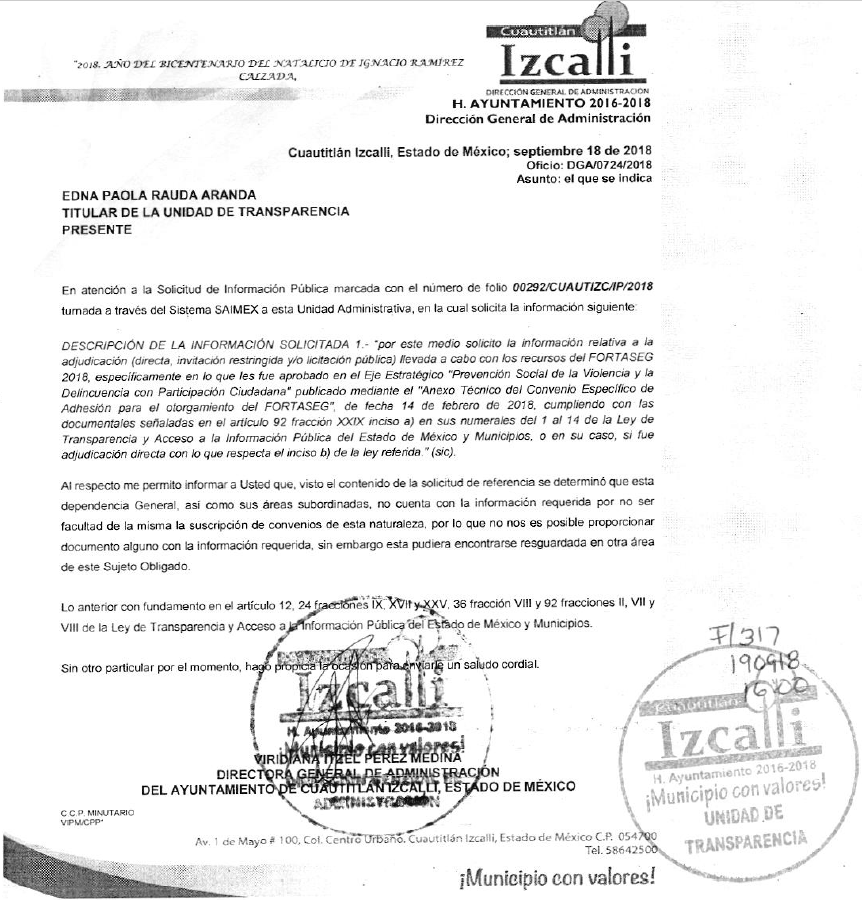 Cuautitlán
Izcalli
DIRECCIÓN GENERAL DE ADMINISTRACIÓN
"2018. AÑO DEL BICENTENARIO DEL NATALICIO DE IGNACIO RAMÍREZ
CALZADA,
H. AYUNTAMIENTO 2016-2018
Dirección General de Administración
Cuautitlán Izcalli, Estado de México; septiembre 18 de 2018
Oficio: DGA/0724/2018
Asunto: el que se indica
EDNA PAOLA RAUDA ARANDA
TITULAR DE LA UNIDAD DE TRANSPARENCIA
PRESENTE
En atención a la Solicitud de Información Pública marcada con el número de folio 00292/CUAUTIZC/IP/2018
turnada a través del Sistema SAIMEX a esta Unidad Administrativa, en la cual solicita la información siguiente:
DESCRIPCIÓN DE LA INFORMACIÓN SOLICITADA 1.- "por este medio solicito la información relativa a la
adjudicación (directa, invitación restringida y/o licitación pública) llevada a cabo con los recursos del FORTASEG
2018, específicamente en lo que les fue aprobado en el Eje Estratégico "Prevención Social de la Violencia y la
Delincuencia con Participación Ciudadana" publicado mediante el "Anexo Técnico del Convenio Específico de
Adhesión para el otorgamiento del FORTASEG", de fecha 14 de febrero de 2018, cumpliendo con las
documentales señaladas en el artículo 92 fracción XXIX inciso a) en sus numerales del 1 al 14 de la Ley de
Transparencia y Acceso a la Información Pública del Estado de México y Municipios, o en su caso, si fue
adjudicación directa con lo que respecta el inciso b) de la ley referida." (sic).
Al respecto me permito informar a Usted que, visto el contenido de la solicitud de referencia se determinó que esta
dependencia General, así como sus áreas subordinadas, no cuenta con la información requerida por no ser
facultad de la misma la suscripción de convenios de esta naturaleza, por lo que no nos es posible proporcionar
documento alguno con la información requerida, sin embargo esta pudiera encontrarse resguardada en otra área
de este Sujeto Obligado.
Lo anterior con fundamento en el artículo 12, 24 fracciones IX, XVII y XXV, 36 fracción VIII y 92 fracciones II, VII y
VIII de la Ley de Transparencia y Acceso a la Información Pública del Estado de México y Municipios.
Sin otro particular por el momento, hago propicia la ocasión para enviarle un saludo cordial.
Izcalli
H. Ayuntamiento 2016-2018
¡Municipio con valores!
VIRIDIANA ITZEL PEREZ MEDINA
DIRECTORA GENERAL DE ADMINISTRACIÓN
DEL AYUNTAMIENTO DE CUAUTITLAN IZCALLI, ESTADO DE MÉXICO
ADMINISTRACIÓN
F/317
190918
1600
Cuautitlán
Izcalli
H. Ayuntamiento 2016-2018
¡Municipio con valores!
UNIDAD DE
TRANSPARENCIA
C.C.P. MINUTARIO
VIPM/CPP*
Av. 1 de Mayo # 100, Col. Centro Urbano, Cuautitlán Izcalli, Estado de México C.P. 054700
Tel. 58642500
¡Municipio con valores!